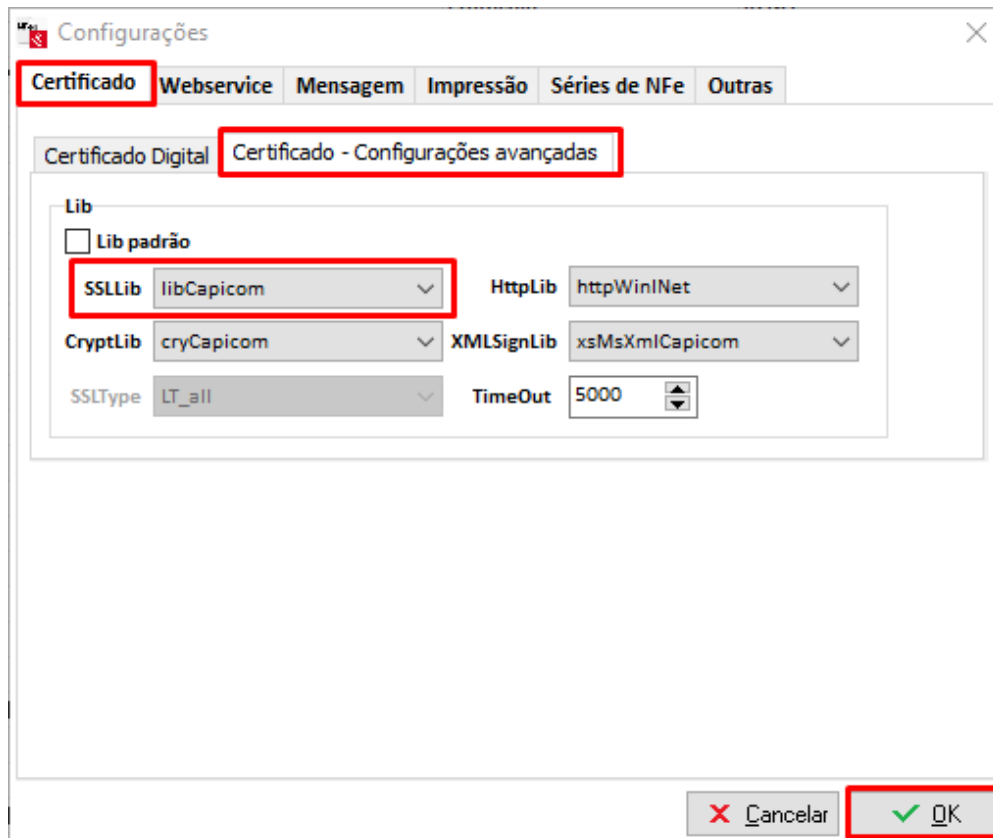 Configurações
Certificado Webservice Mensagem Impressão Séries de NFe Outras
Certificado Digital Certificado - Configurações avançadas
Lib
Lib padrão
SSLLib libCapicom HttpLib httpWinINet
CryptLib cryCapicom XMLSignLib xsMsXmlCapicom
SSLType LT_all TimeOut 5000
Cancelar OK